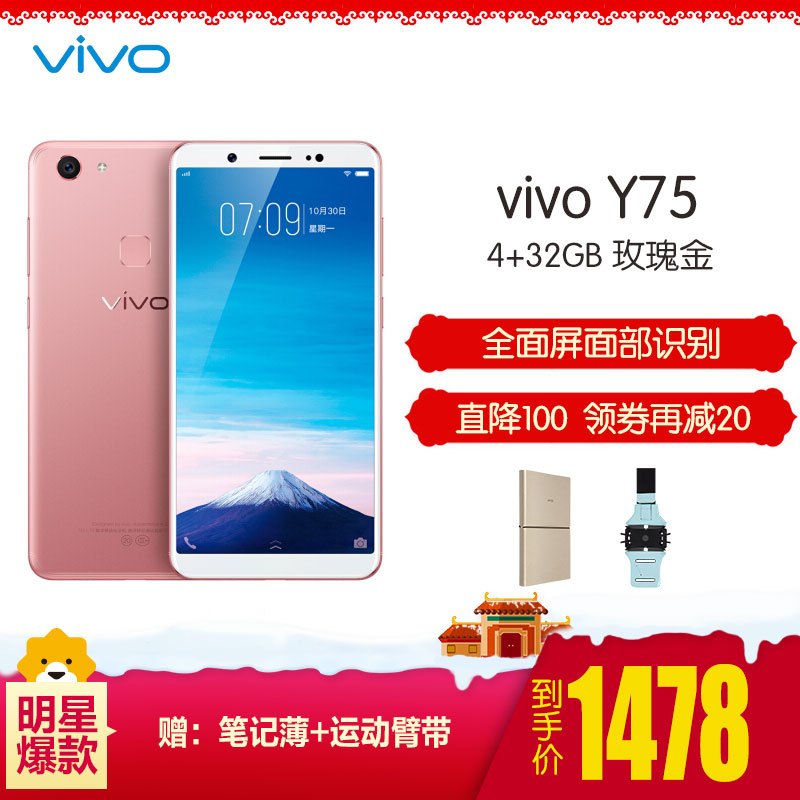 vivo
vivo Y75
4+32GB 玫瑰金
07:09
10月30日
星期一
vivo
全面屏面部识别
直降100 领券再减20
明星
爆款
赠：笔记薄+运动臂带
到手价
1478